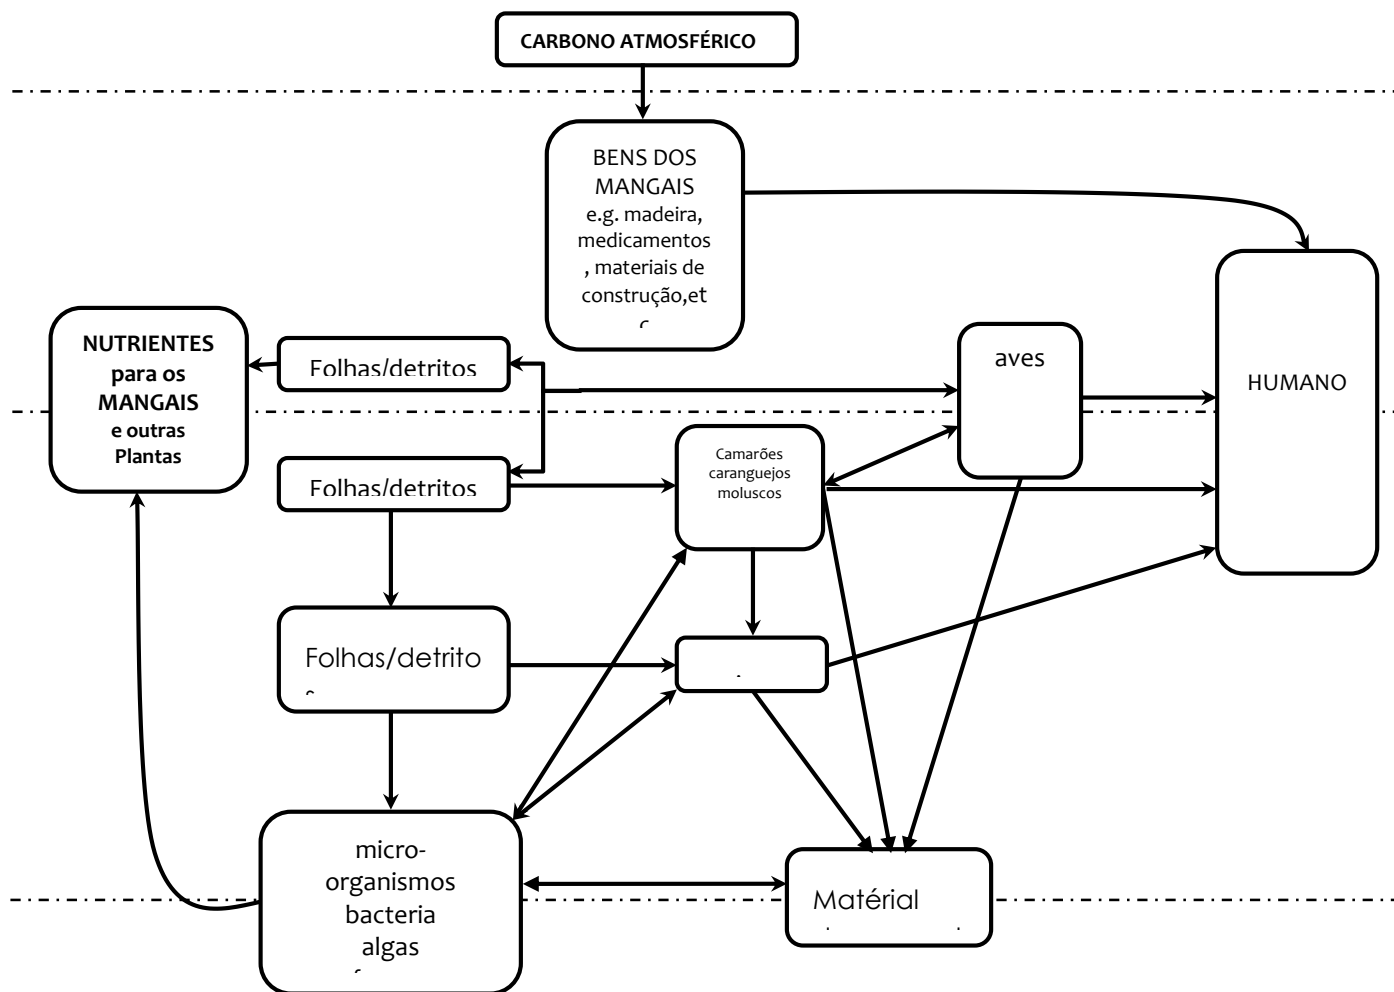 CARBONO ATMOSFÉRICO
BENS DOS
MANGAIS
e.g. madeira,
medicamentos
, materiais de
construção,et
NUTRIENTES
para os
MANGAIS
e outras
Plantas
Folhas/detritos
aves
HUMANO
Folhas/detritos
Camarões
caranguejos
moluscos
Folhas/detrito
micro-
organismos
bacteria
algas
Matérial